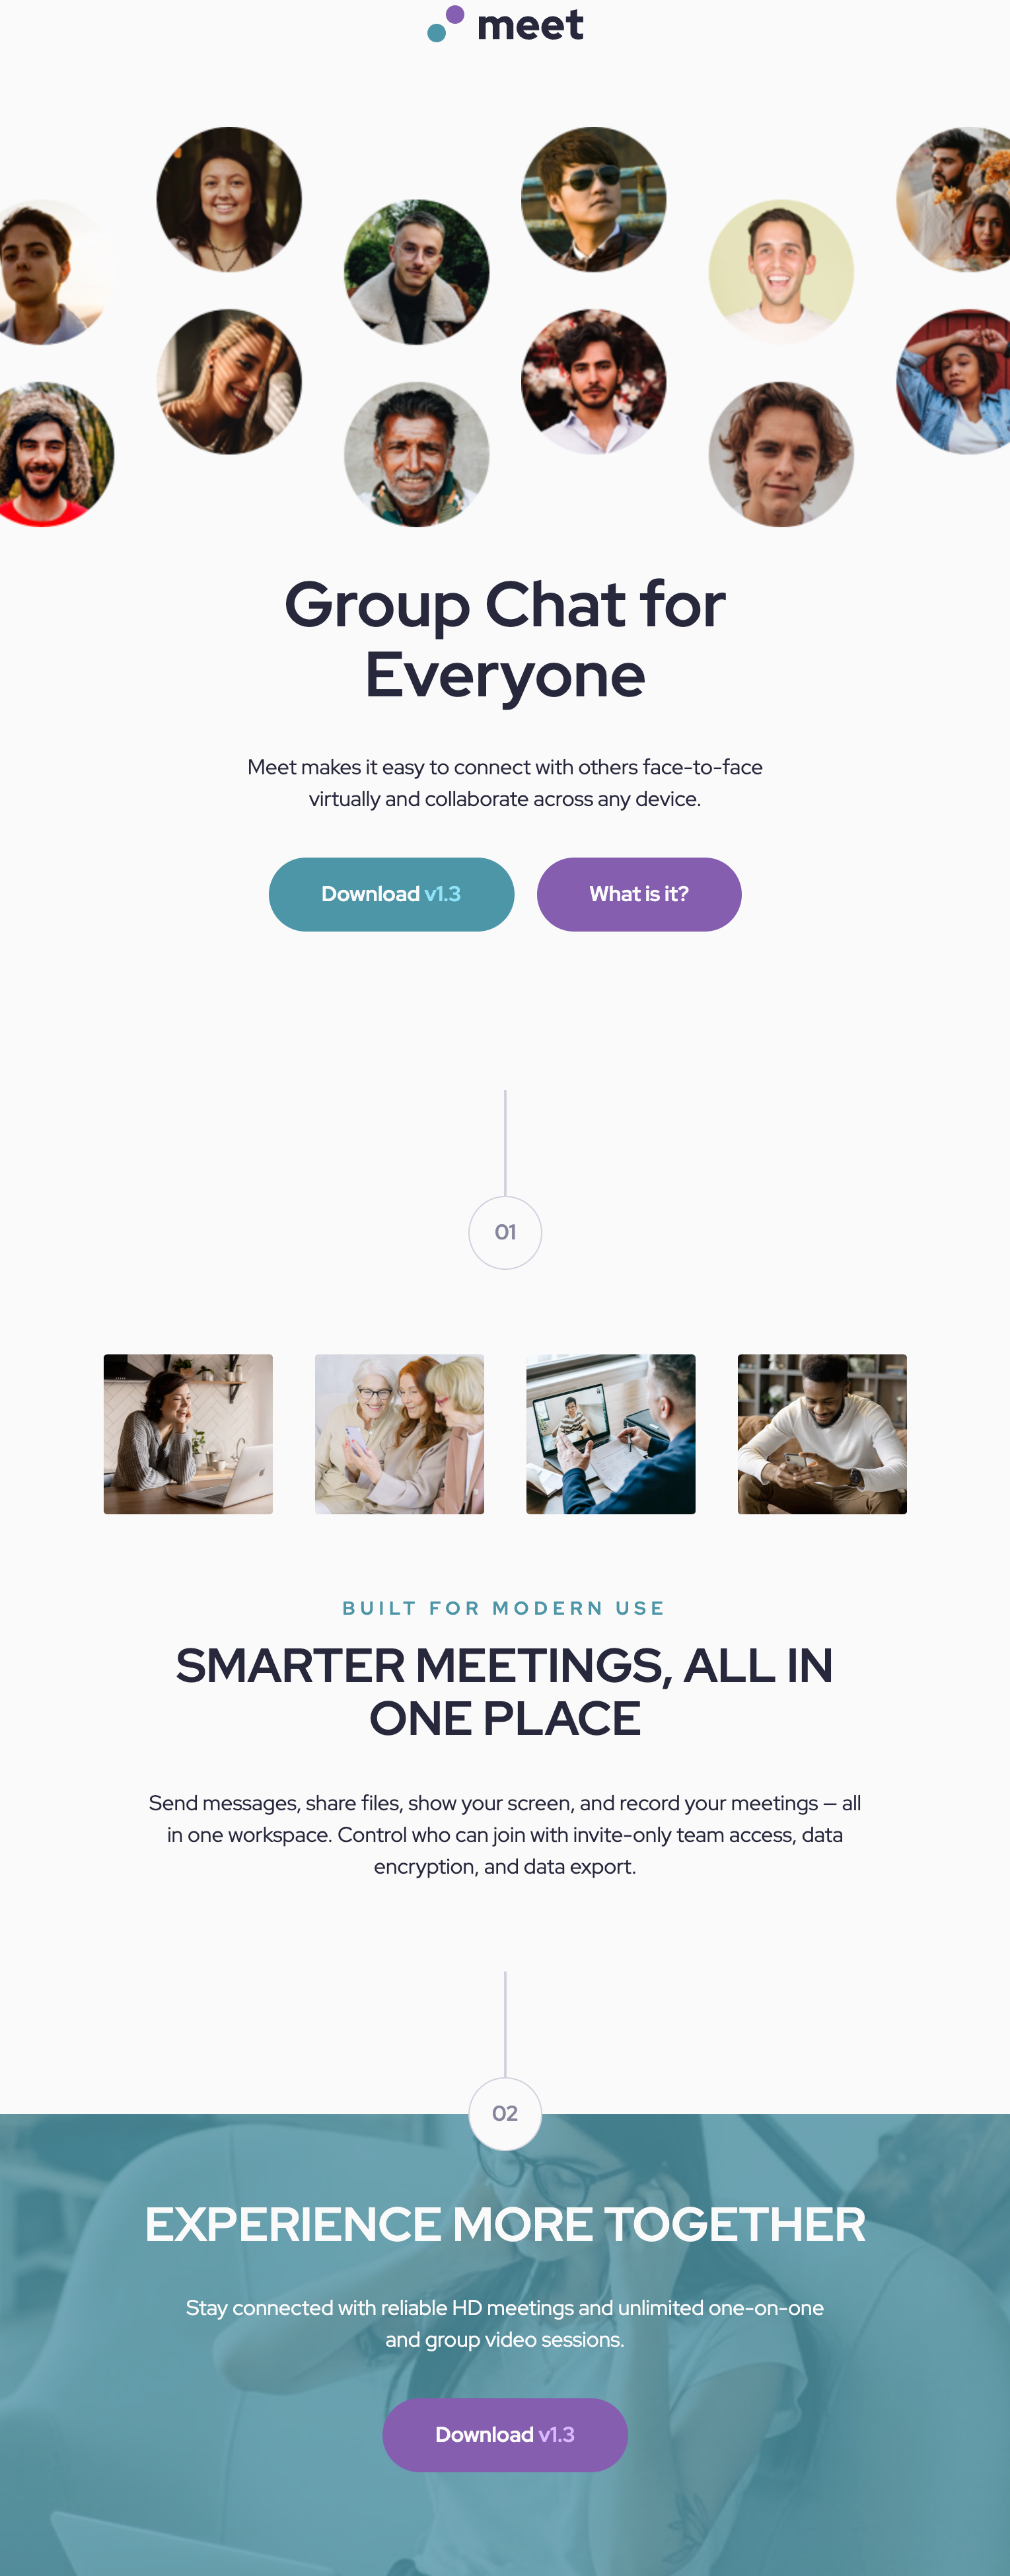 meet
Group Chat for
Everyone
Meet makes it easy to connect with others face-to-face
virtually and collaborate across any device.
Download v1.3
What is it?
01
BUILT FOR MODERN USE
SMARTER MEETINGS, ALL IN
ONE PLACE
Send messages, share files, show your screen, and record your meetings — all
in one workspace. Control who can join with invite-only team access, data
encryption, and data export.
02
EXPERIENCE MORE TOGETHER
Stay connected with reliable HD meetings and unlimited one-on-one
and group video sessions.
Download v1.3